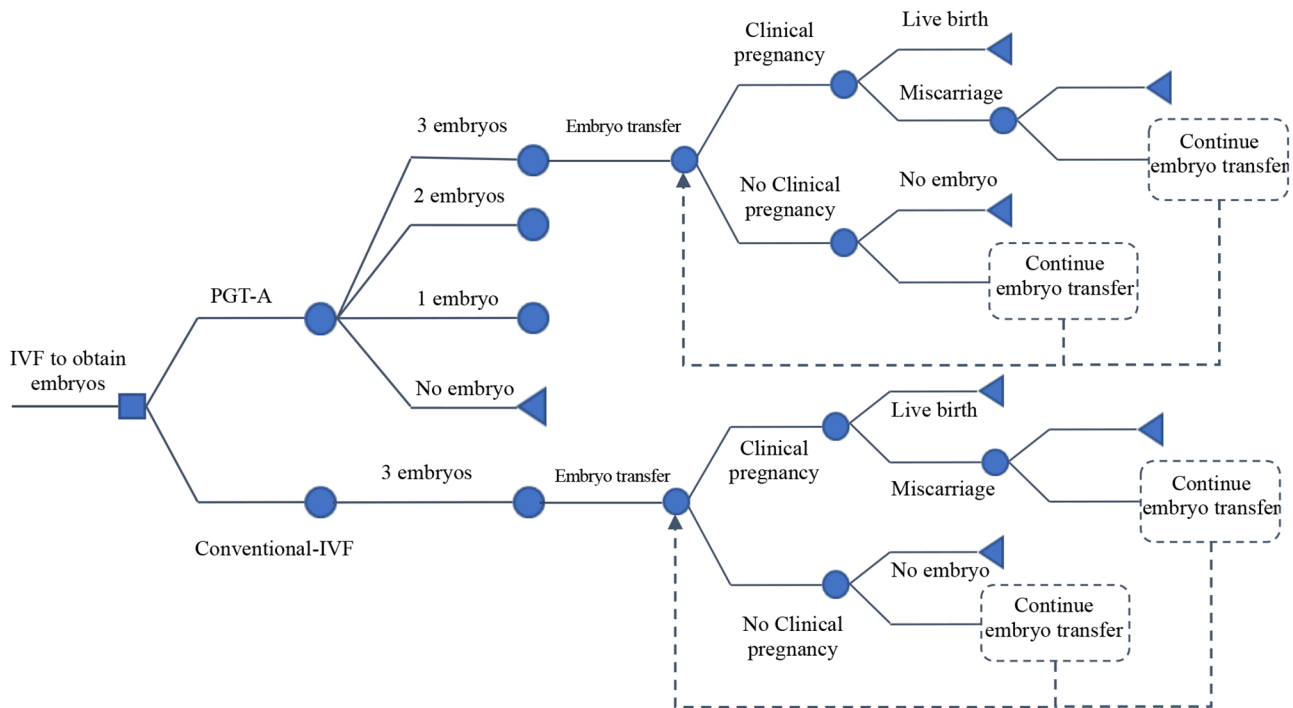 Live birth
Clinical
pregnancy
Miscarriage
Continue
embryo transfer
3 embryos
Embryo transfer
No Clinical
pregnancy
No embryo
2 embryos
Continue
embryo transfer
PGT-A
1 embryo
IVF to obtain
embryos
No embryo
Live birth
Clinical
pregnancy
3 embryos
Embryo transfer
Miscarriage
Continue
embryo transfer
Conventional-IVF
No embryo
No Clinical
pregnancy
Continue
embryo transfer